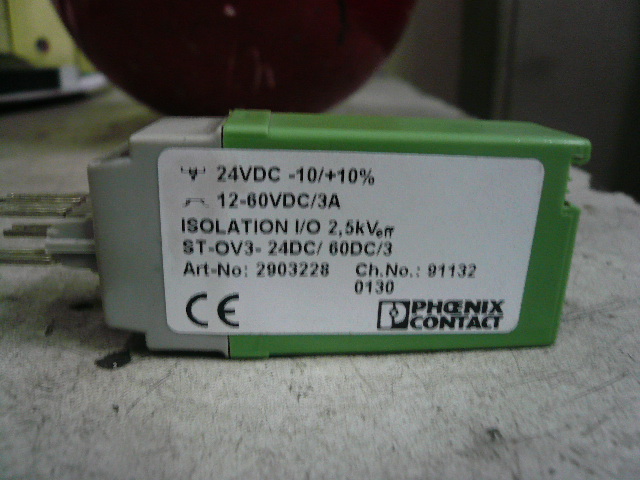 24VDC -10/+10%
12-60VDC/3A
ISOLATION I/O 2,5kVeff
ST-OV3- 24DC/ 60DC/3
Art-No: 2903228 Ch.No.: 91132
0130
CE
PHŒNIX
CONTACT